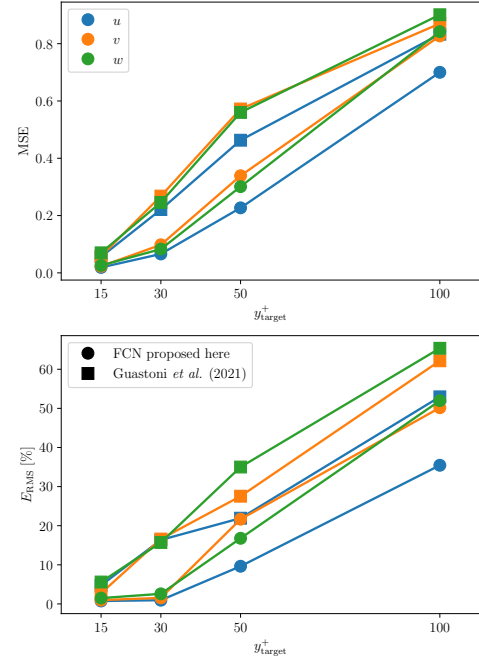 MSE
0.8
0.6
0.4
0.2
0.0
u
v
w
15 30 50 100
y⁺target
E_RMS [%]
60
50
40
30
20
10
0
FCN proposed here
Guastoni et al. (2021)
15 30 50 100
y⁺target